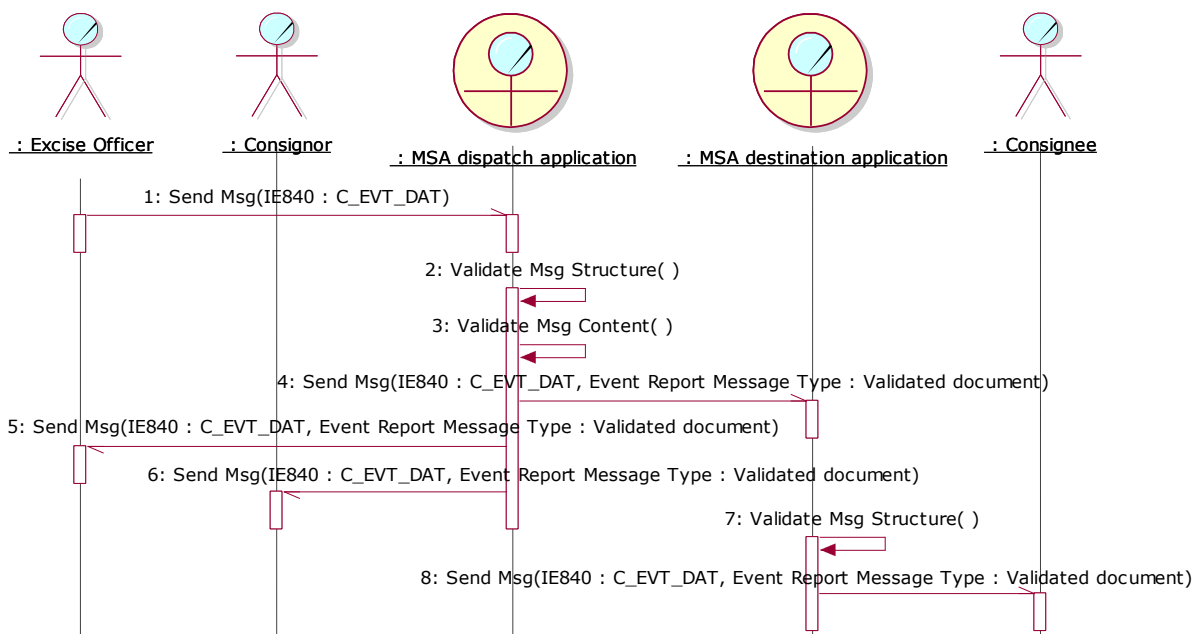 : Excise Officer
: Consignor
: MSA dispatch application
: MSA destination application
: Consignee
1: Send Msg(IE840 : C_EVT_DAT)
2: Validate Msg Structure( )
3: Validate Msg Content( )
4: Send Msg(IE840 : C_EVT_DAT, Event Report Message Type : Validated document)
5: Send Msg(IE840 : C_EVT_DAT, Event Report Message Type : Validated document)
6: Send Msg(IE840 : C_EVT_DAT, Event Report Message Type : Validated document)
7: Validate Msg Structure( )
8: Send Msg(IE840 : C_EVT_DAT, Event Report Message Type : Validated document)